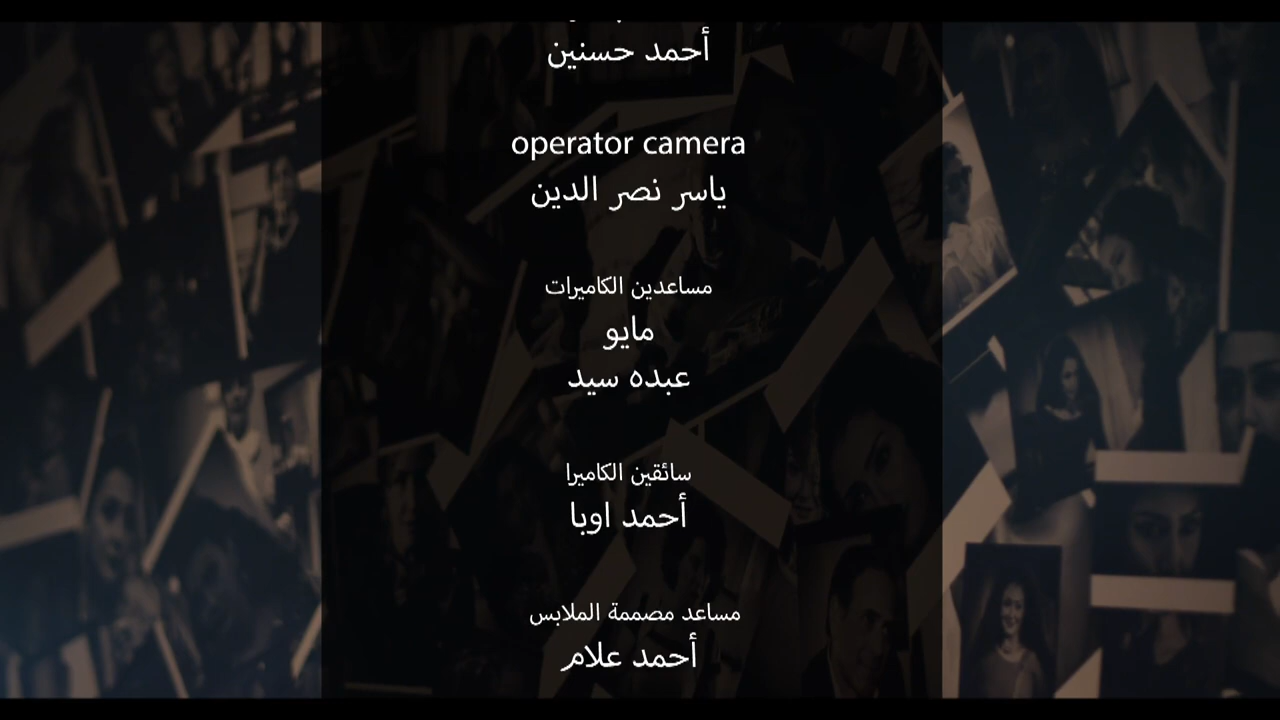 أحمد حسنين
operator camera
ياسر نصر الدين
مساعدين الكاميرات
مايو
عبده سيد
سائقين الكاميرا
أحمد اوبا
مساعد مصممة الملابس
أحمد علام